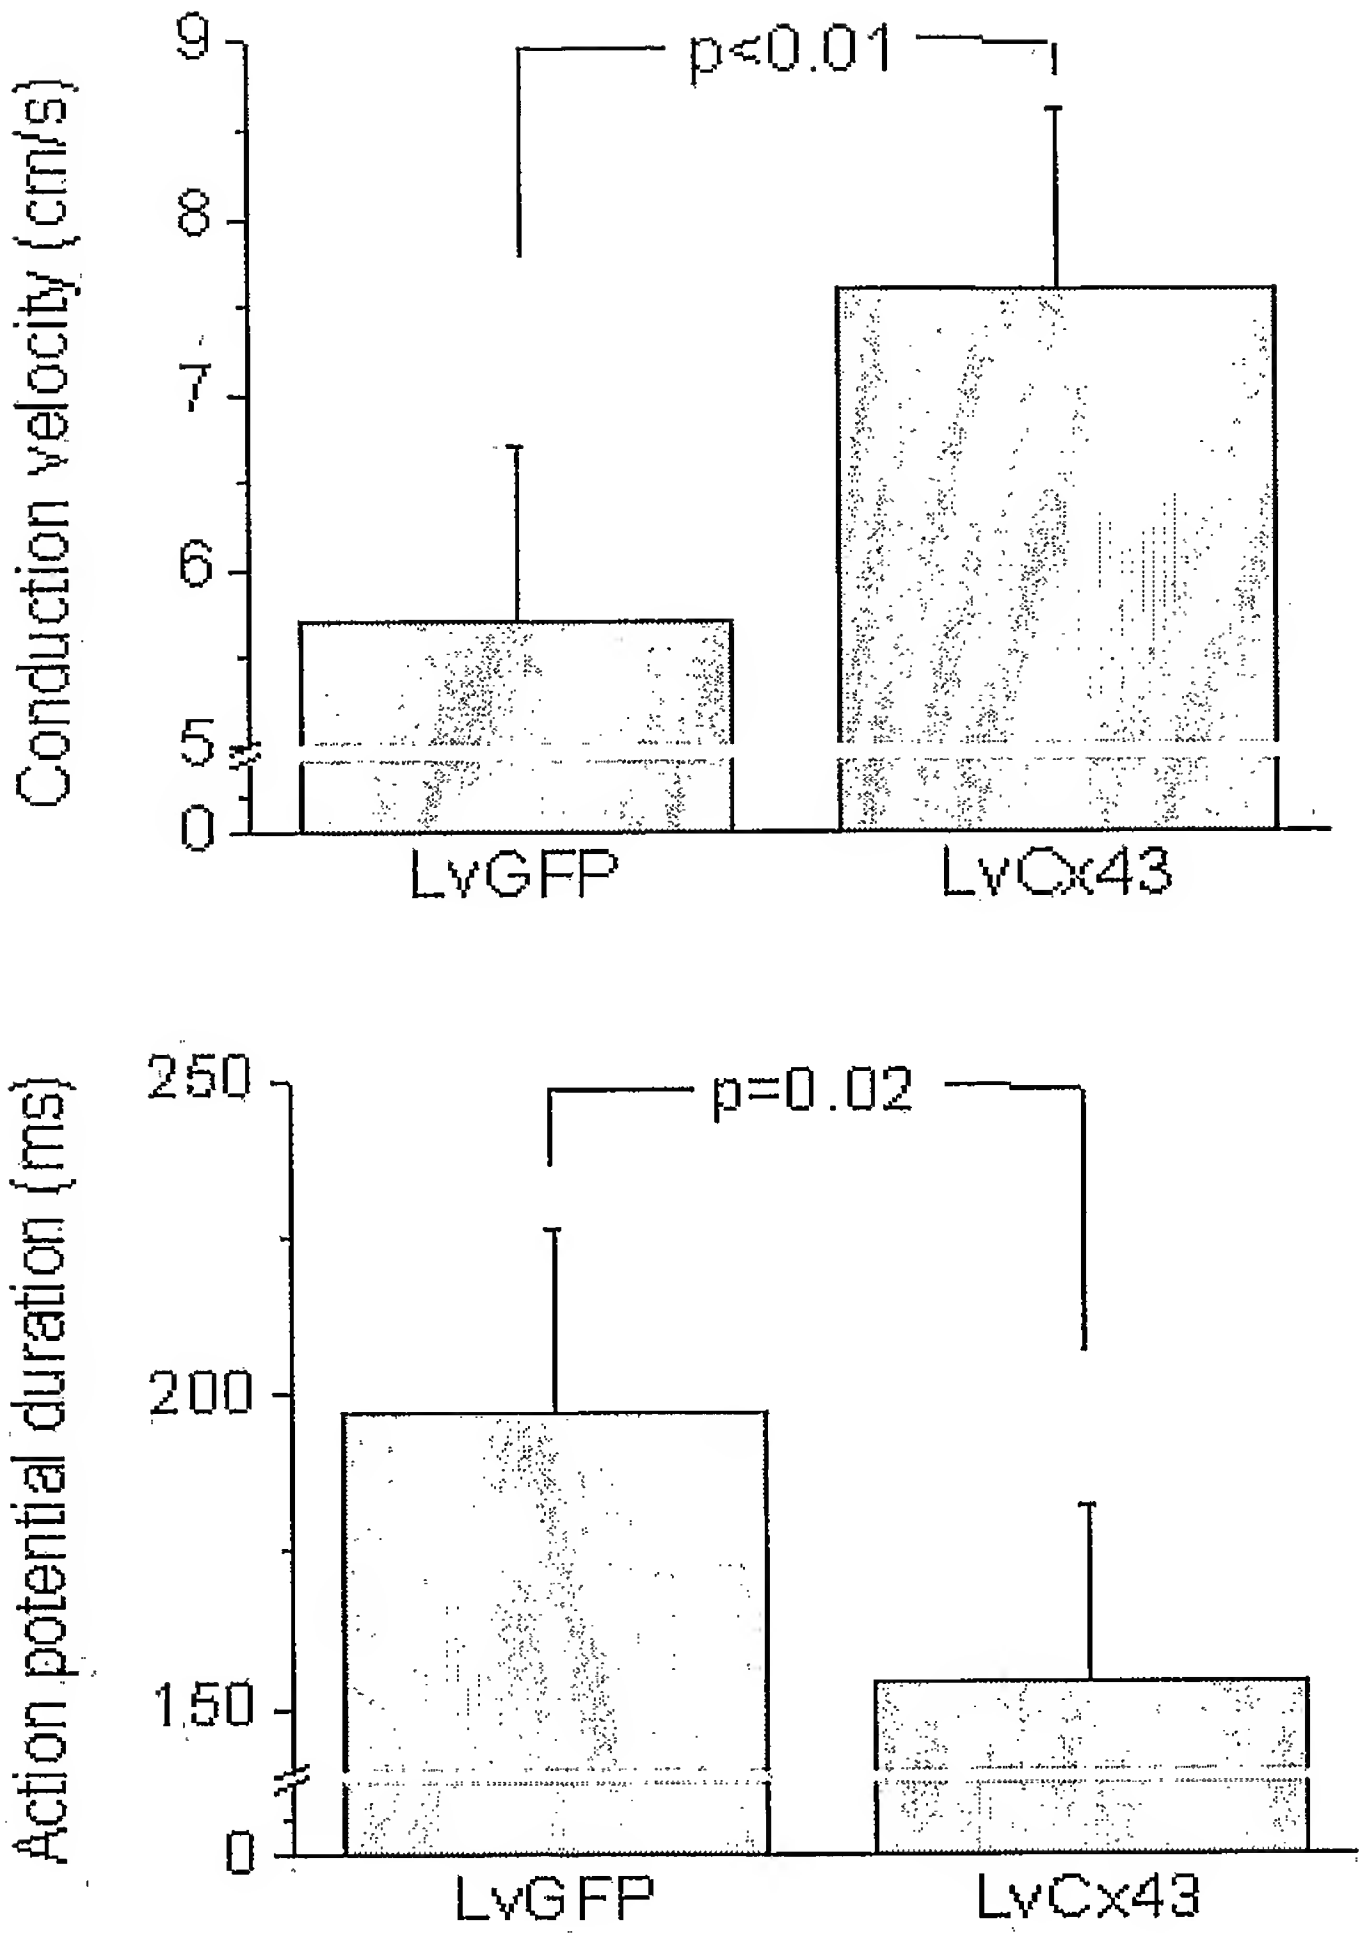 Conduction velocity (cm/s)
9
8
7
6
5
0
p<0.01
LvGFP
LvCx43
Action potential duration (ms)
250
200
150
0
p=0.02
LvGFP
LvCx43